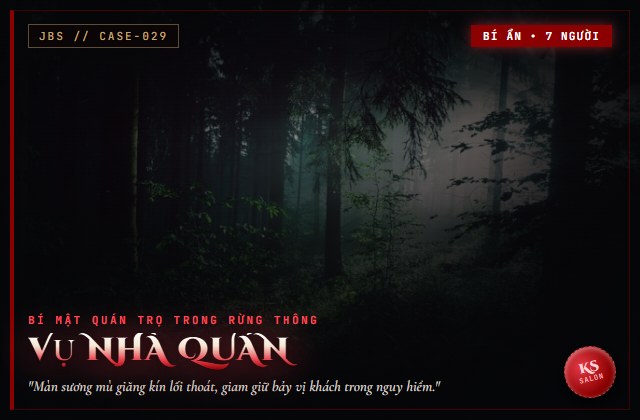 JBS // CASE-029
BÍ ẨN • 7 NGƯỜI
BÍ MẬT QUÁN TRỌ TRONG RỪNG THÔNG
VỤ NHÀ QUÁN
"Màn sương mù giăng kín lối thoát, giam giữ bảy vị khách trong nguy hiểm."
KS
SALON